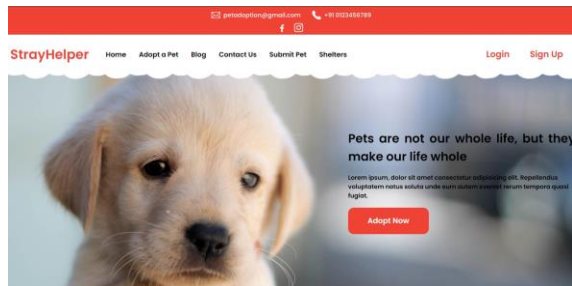 petadoption@gmail.com +91 0123456789
StrayHelper Home Adopt a Pet Blog Contact Us Submit Pet Shelters Login Sign Up
Pets are not our whole life, but they
make our life whole
Lorem ipsum, dolor sit amet consectetur adipisicing elit. Repellendus
voluptatem natus soluta unde eum autem eveniet rerum tempora quasi
fugiat.
Adopt Now